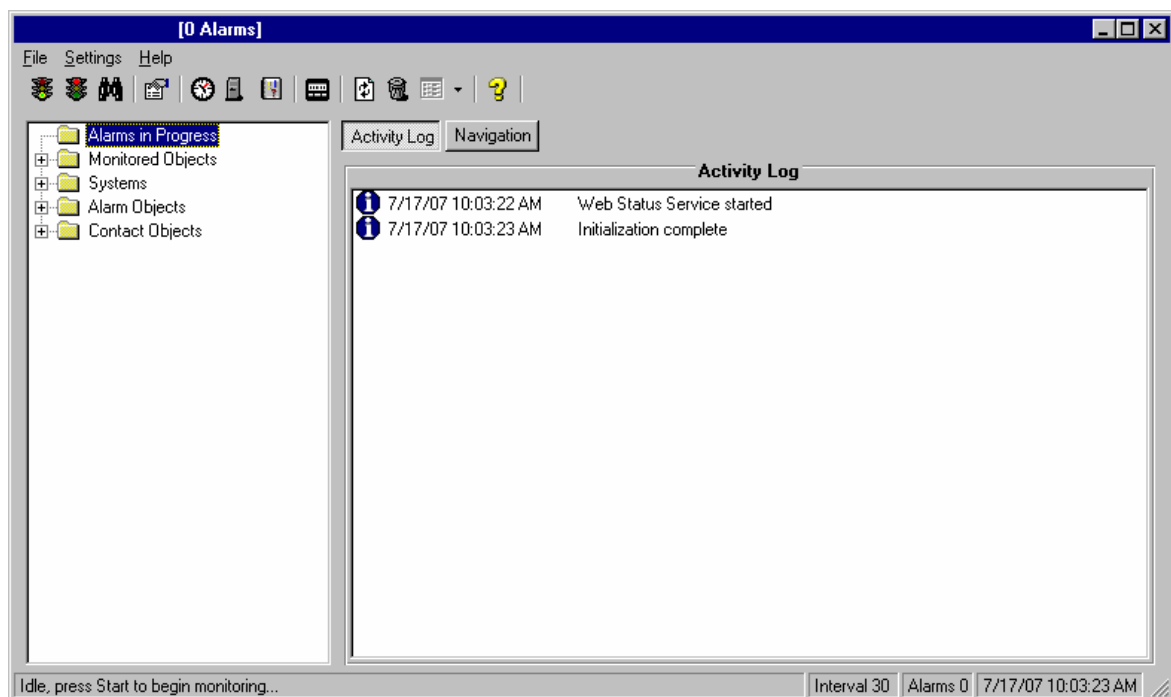 [0 Alarms]
File Settings Help
Alarms in Progress
Monitored Objects
Systems
Alarm Objects
Contact Objects
Activity Log Navigation
Activity Log
7/17/07 10:03:22 AM Web Status Service started
7/17/07 10:03:23 AM Initialization complete
Idle, press Start to begin monitoring... Interval 30 Alarms 0 7/17/07 10:03:23 AM